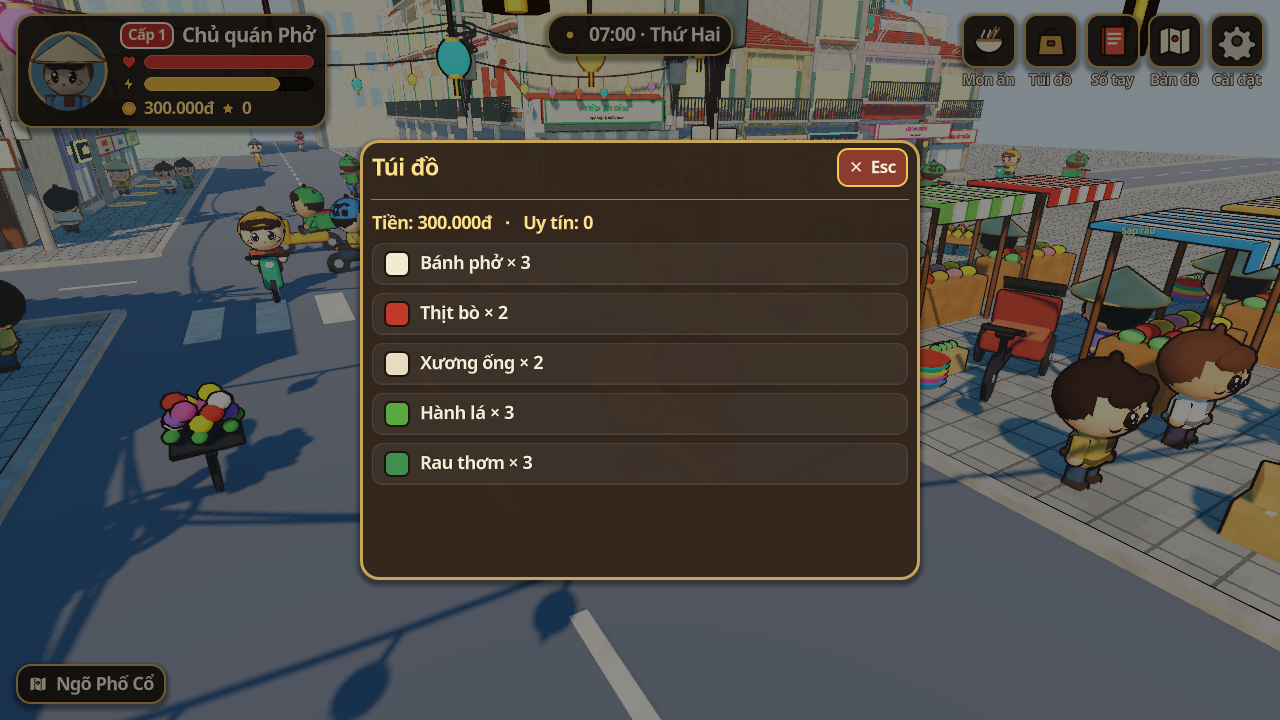 Cấp 1 Chủ quán Phở
300.000đ 0
07:00 · Thứ Hai
Món ăn Túi đồ Sổ tay Bản đồ Cài đặt
Túi đồ
× Esc
Tiền: 300.000đ · Uy tín: 0
Bánh phở × 3
Thịt bò × 2
Xương ống × 2
Hành lá × 3
Rau thơm × 3
Sạp rau
Ngõ Phố Cổ